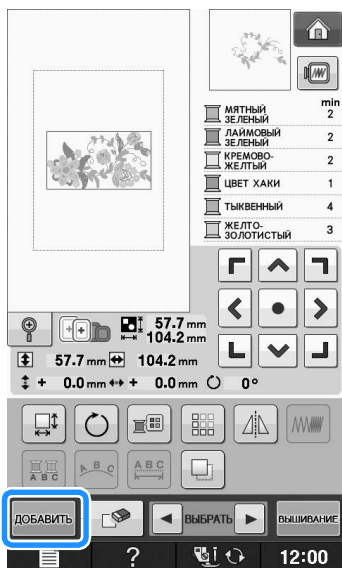 min
МЯТНЫЙ
ЗЕЛЕНЫЙ 2
ЛАЙМОВЫЙ
ЗЕЛЕНЫЙ 2
КРЕМОВО-
ЖЕЛТЫЙ 2
ЦВЕТ ХАКИ 1
ТЫКВЕННЫЙ 4
ЖЕЛТО-
ЗОЛОТИСТЫЙ 3
57.7 mm
104.2 mm
57.7 mm 104.2 mm
+ 0.0 mm + 0.0 mm 0°
A B C A B C A B C
ДОБАВИТЬ ВЫБРАТЬ ВЫШИВАНИЕ
? 12:00